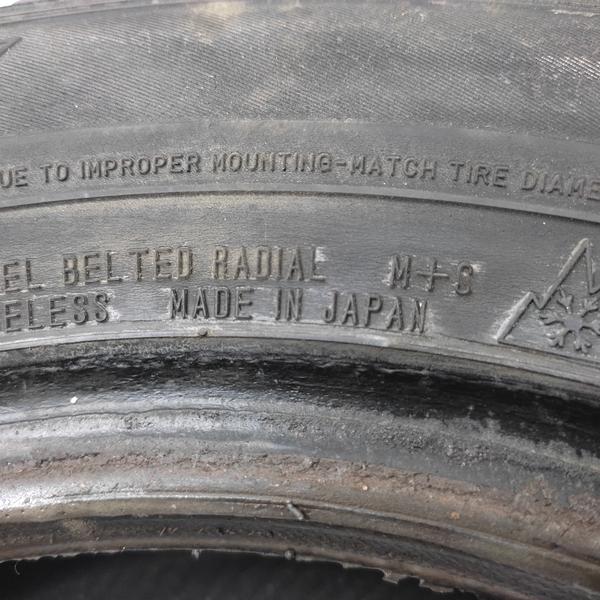 UE TO IMPROPER MOUNTING-MATCH TIRE DIAME
EL BELTED RADIAL M+S
ELESS MADE IN JAPAN